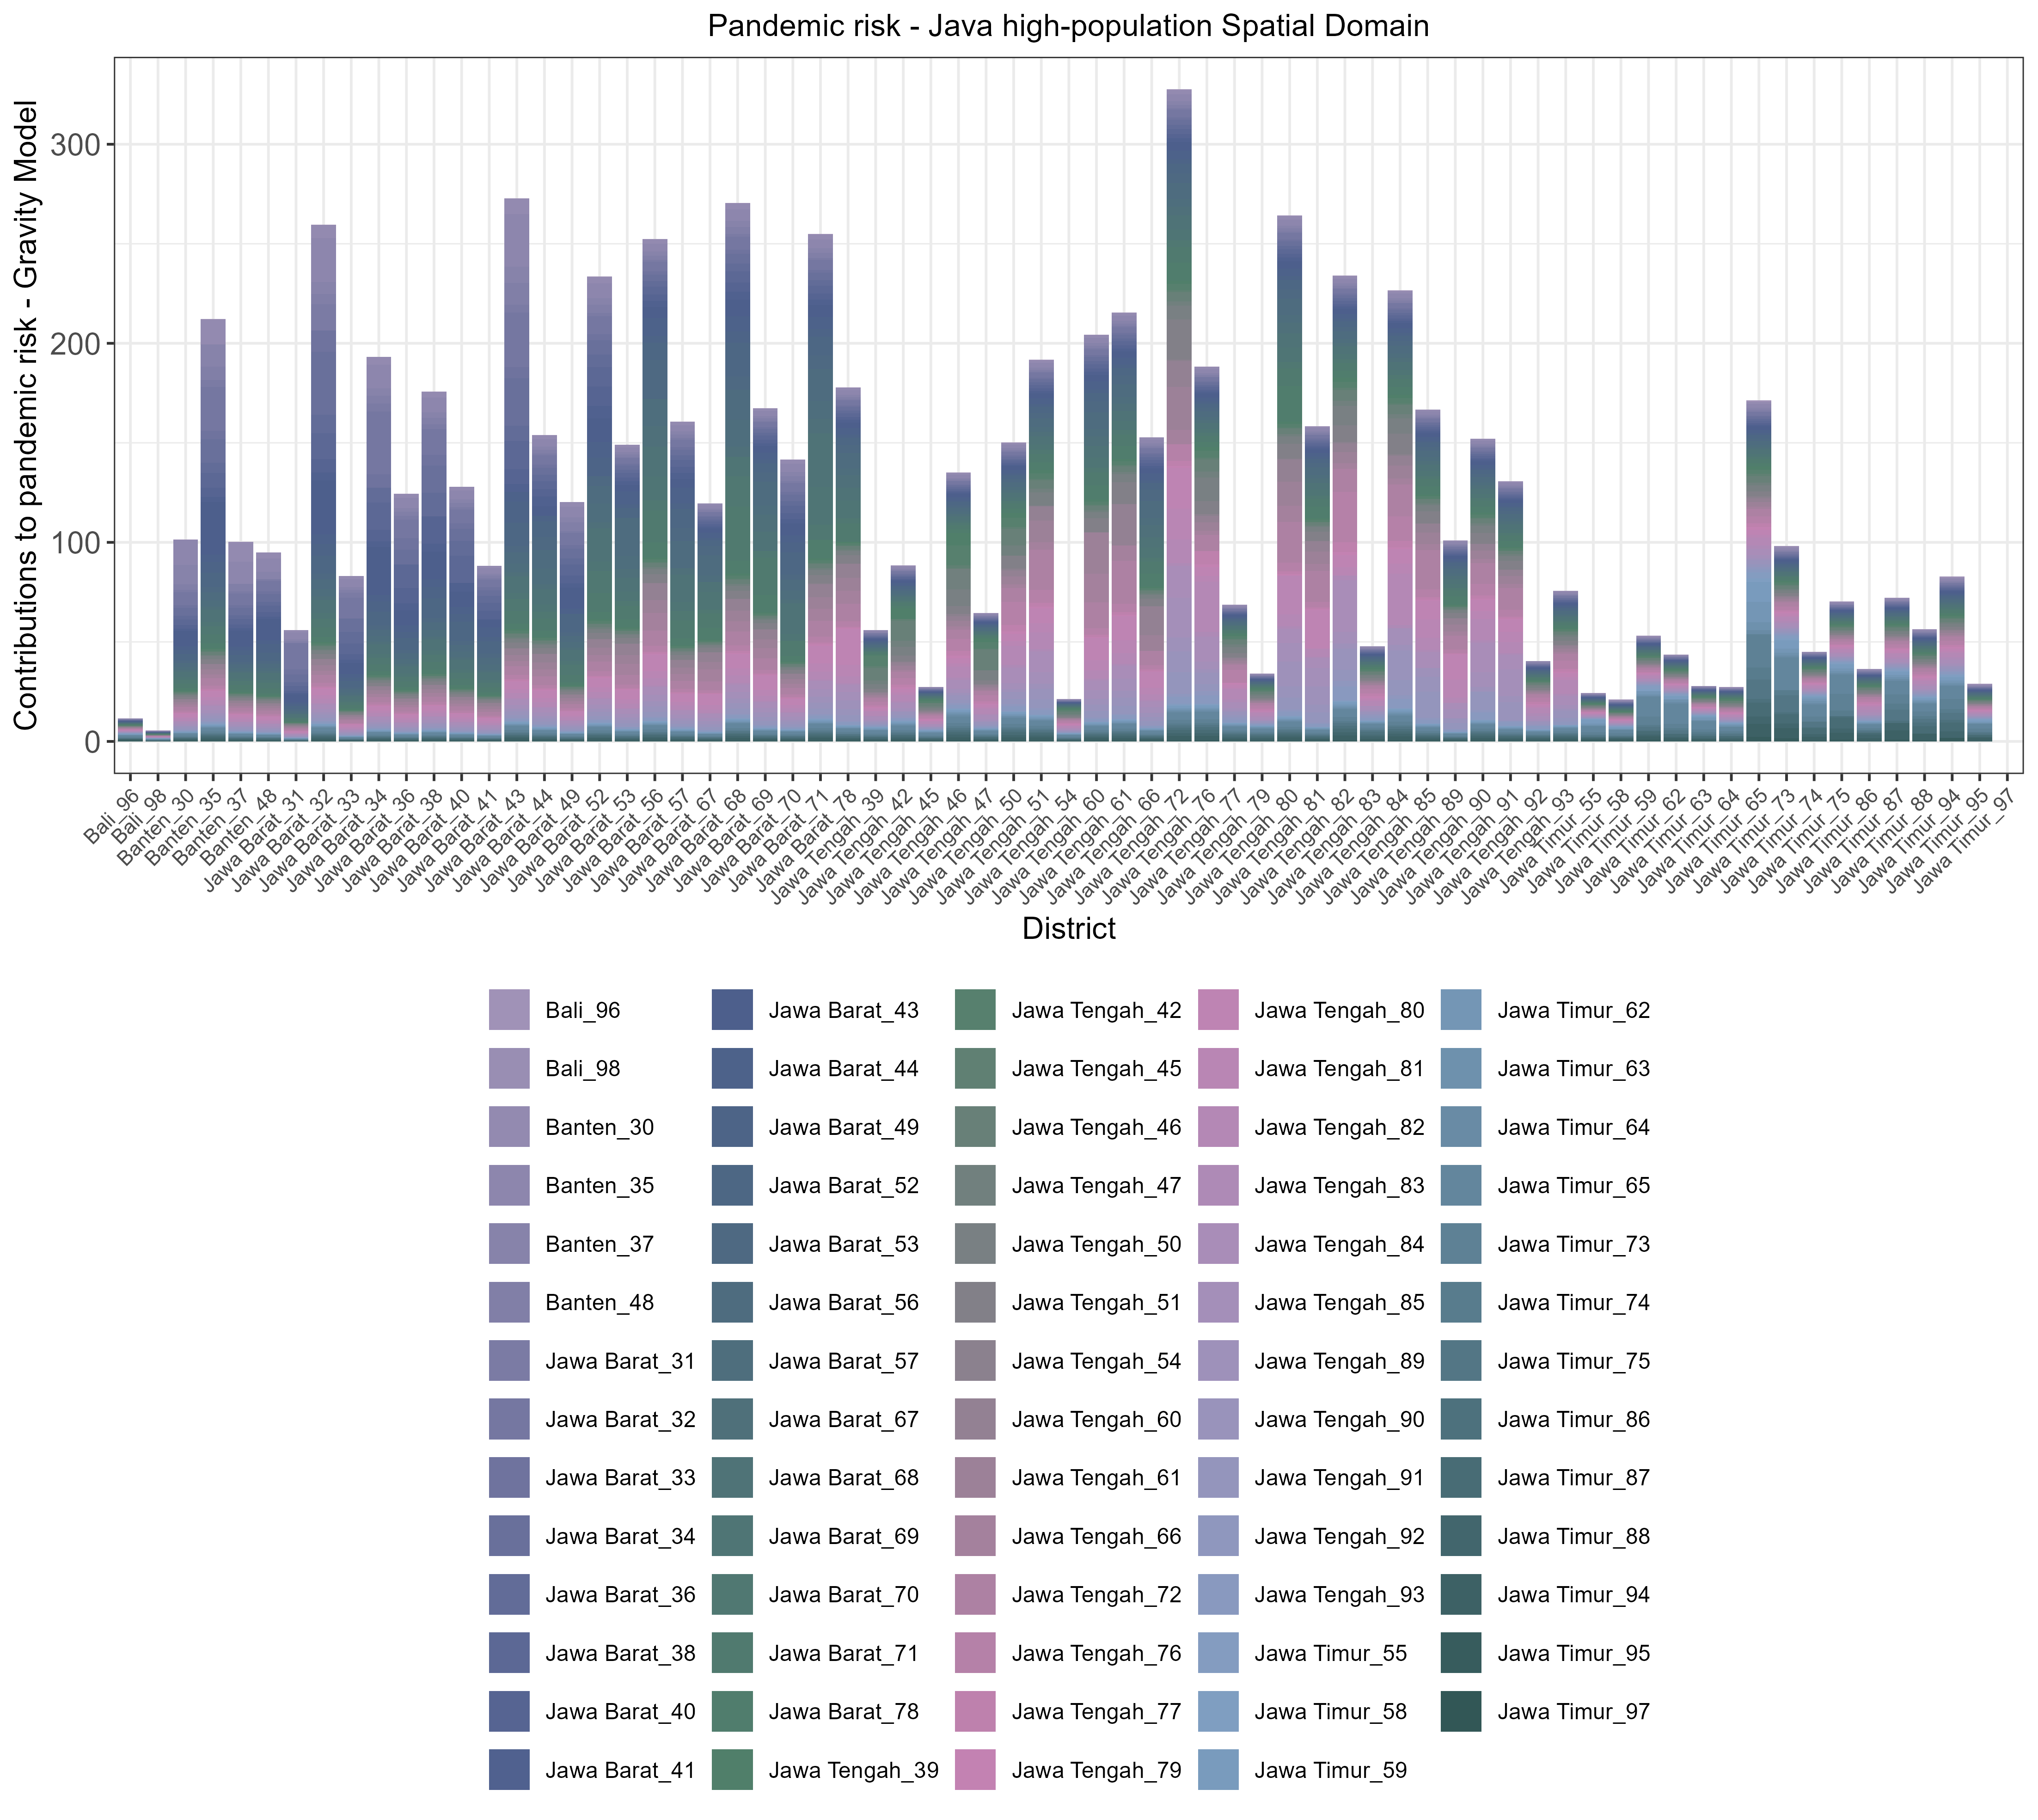 Pandemic risk - Java high-population Spatial Domain
Contributions to pandemic risk - Gravity Model
300
200
100
0
Bali_96
Bali_98
Banten_30
Banten_35
Banten_37
Banten_48
Jawa Barat_31
Jawa Barat_32
Jawa Barat_33
Jawa Barat_34
Jawa Barat_36
Jawa Barat_38
Jawa Barat_40
Jawa Barat_41
Jawa Barat_43
Jawa Barat_44
Jawa Barat_49
Jawa Barat_52
Jawa Barat_53
Jawa Barat_56
Jawa Barat_57
Jawa Barat_67
Jawa Barat_68
Jawa Barat_69
Jawa Barat_70
Jawa Barat_71
Jawa Barat_78
Jawa Tengah_39
Jawa Tengah_42
Jawa Tengah_45
Jawa Tengah_46
Jawa Tengah_47
Jawa Tengah_50
Jawa Tengah_51
Jawa Tengah_54
Jawa Tengah_60
Jawa Tengah_61
Jawa Tengah_66
Jawa Tengah_72
Jawa Tengah_76
Jawa Tengah_77
Jawa Tengah_79
Jawa Tengah_80
Jawa Tengah_81
Jawa Tengah_82
Jawa Tengah_83
Jawa Tengah_84
Jawa Tengah_85
Jawa Tengah_89
Jawa Tengah_90
Jawa Tengah_91
Jawa Tengah_92
Jawa Tengah_93
Jawa Timur_55
Jawa Timur_58
Jawa Timur_59
Jawa Timur_62
Jawa Timur_63
Jawa Timur_64
Jawa Timur_65
Jawa Timur_73
Jawa Timur_74
Jawa Timur_75
Jawa Timur_86
Jawa Timur_87
Jawa Timur_88
Jawa Timur_94
Jawa Timur_95
Jawa Timur_97
District
Bali_96
Bali_98
Banten_30
Banten_35
Banten_37
Banten_48
Jawa Barat_31
Jawa Barat_32
Jawa Barat_33
Jawa Barat_34
Jawa Barat_36
Jawa Barat_38
Jawa Barat_40
Jawa Barat_41
Jawa Barat_43
Jawa Barat_44
Jawa Barat_49
Jawa Barat_52
Jawa Barat_53
Jawa Barat_56
Jawa Barat_57
Jawa Barat_67
Jawa Barat_68
Jawa Barat_69
Jawa Barat_70
Jawa Barat_71
Jawa Barat_78
Jawa Tengah_39
Jawa Tengah_42
Jawa Tengah_45
Jawa Tengah_46
Jawa Tengah_47
Jawa Tengah_50
Jawa Tengah_51
Jawa Tengah_54
Jawa Tengah_60
Jawa Tengah_61
Jawa Tengah_66
Jawa Tengah_72
Jawa Tengah_76
Jawa Tengah_77
Jawa Tengah_79
Jawa Tengah_80
Jawa Tengah_81
Jawa Tengah_82
Jawa Tengah_83
Jawa Tengah_84
Jawa Tengah_85
Jawa Tengah_89
Jawa Tengah_90
Jawa Tengah_91
Jawa Tengah_92
Jawa Tengah_93
Jawa Timur_55
Jawa Timur_58
Jawa Timur_59
Jawa Timur_62
Jawa Timur_63
Jawa Timur_64
Jawa Timur_65
Jawa Timur_73
Jawa Timur_74
Jawa Timur_75
Jawa Timur_86
Jawa Timur_87
Jawa Timur_88
Jawa Timur_94
Jawa Timur_95
Jawa Timur_97